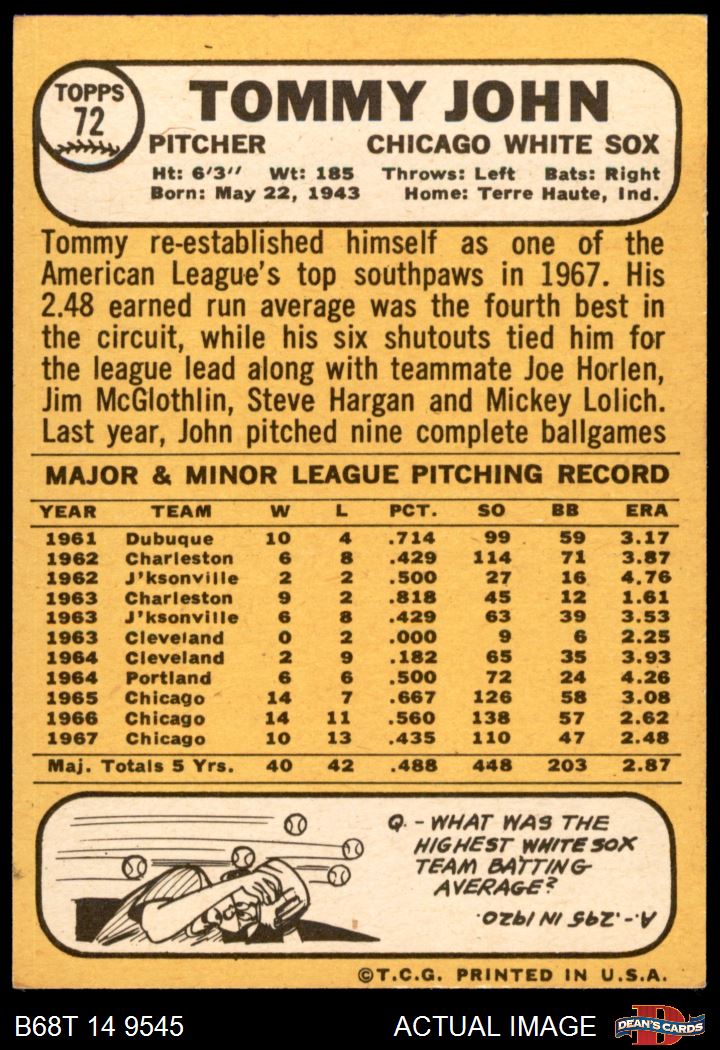 TOPPS
72
TOMMY JOHN
PITCHER CHICAGO WHITE SOX
Ht: 6'3" Wt: 185 Throws: Left Bats: Right
Born: May 22, 1943 Home: Terre Haute, Ind.
Tommy re-established himself as one of the
American League's top southpaws in 1967. His
2.48 earned run average was the fourth best in
the circuit, while his six shutouts tied him for
the league lead along with teammate Joe Horlen,
Jim McGlothlin, Steve Hargan and Mickey Lolich.
Last year, John pitched nine complete ballgames
MAJOR & MINOR LEAGUE PITCHING RECORD
YEAR TEAM W L PCT. SO BB ERA
1961 Dubuque 10 4 .714 99 59 3.17
1962 Charleston 6 8 .429 114 71 3.87
1962 J'ksonville 2 2 .500 27 16 4.76
1963 Charleston 9 2 .818 45 12 1.61
1963 J'ksonville 6 8 .429 63 39 3.53
1963 Cleveland 0 2 .000 9 6 2.25
1964 Cleveland 2 9 .182 65 35 3.93
1964 Portland 6 6 .500 72 24 4.26
1965 Chicago 14 7 .667 126 58 3.08
1966 Chicago 14 11 .560 138 57 2.62
1967 Chicago 10 13 .435 110 47 2.48
Maj. Totals 5 Yrs. 40 42 .488 448 203 2.87
Q. - WHAT WAS THE
HIGHEST WHITE SOX
TEAM BATTING
AVERAGE?
A. - .295 IN 1920.
©T.C.G. PRINTED IN U.S.A.
B68T 14 9545 ACTUAL IMAGE
D
DEAN'S CARDS